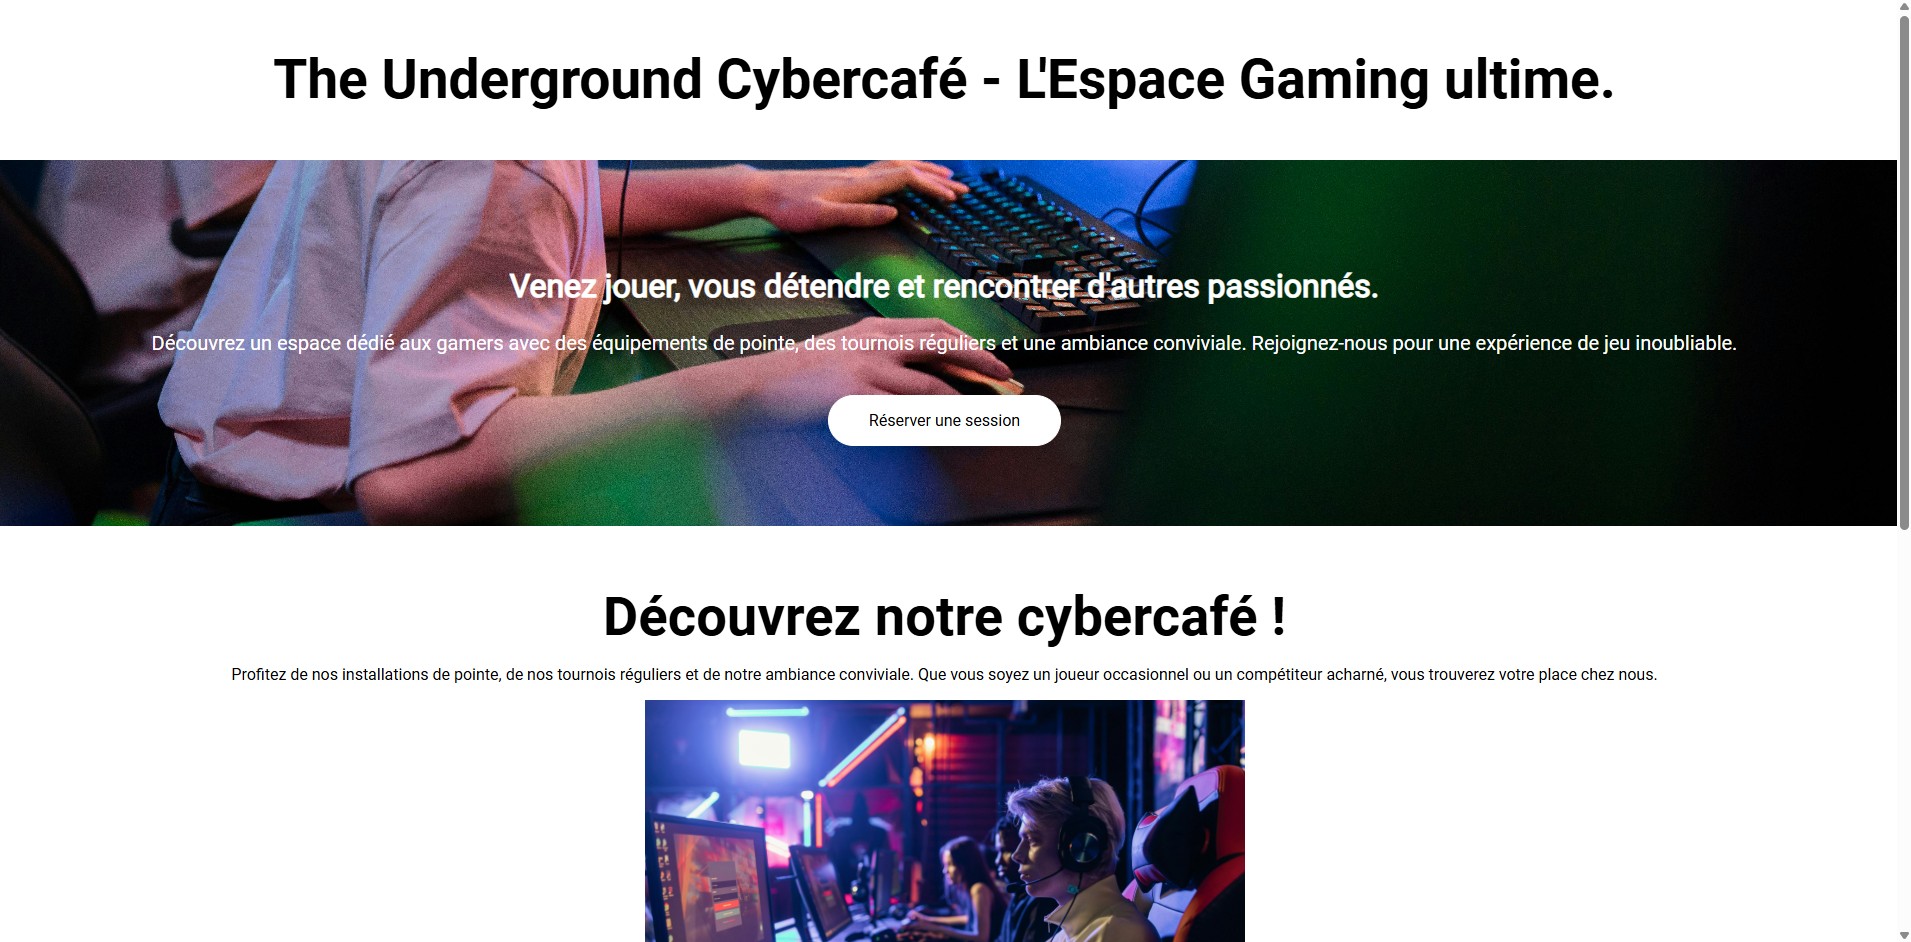 The Underground Cybercafé - L'Espace Gaming ultime.
Venez jouer, vous détendre et rencontrer d'autres passionnés.
Découvrez un espace dédié aux gamers avec des équipements de pointe, des tournois réguliers et une ambiance conviviale. Rejoignez-nous pour une expérience de jeu inoubliable.
Réserver une session
Découvrez notre cybercafé !
Profitez de nos installations de pointe, de nos tournois réguliers et de notre ambiance conviviale. Que vous soyez un joueur occasionnel ou un compétiteur acharné, vous trouverez votre place chez nous.